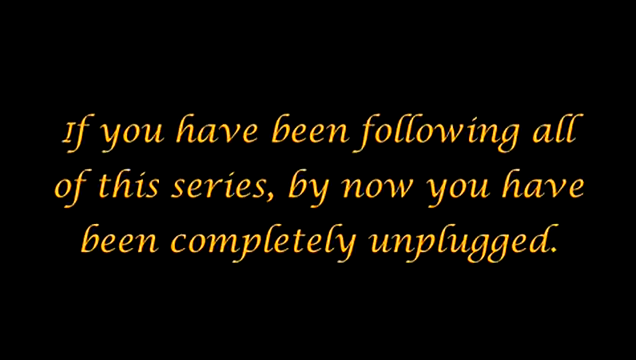 If you have been following all
of this series, by now you have
been completely unplugged.